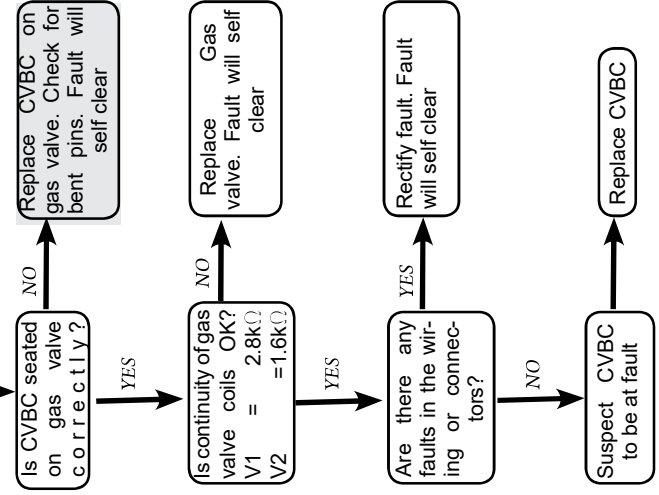 Is CVBC seated
on gas valve
correctly?
NO
Replace CVBC on
gas valve. Check for
bent pins. Fault will
self clear
YES
Is continuity of gas
valve coils OK?
V1 = 2.8kΩ
V2 =1.6kΩ
NO
Replace Gas
valve. Fault will self
clear
YES
Are there any
faults in the wir-
ing or connec-
tors?
YES
Rectify fault. Fault
will self clear
NO
Suspect CVBC
to be at fault
Replace CVBC